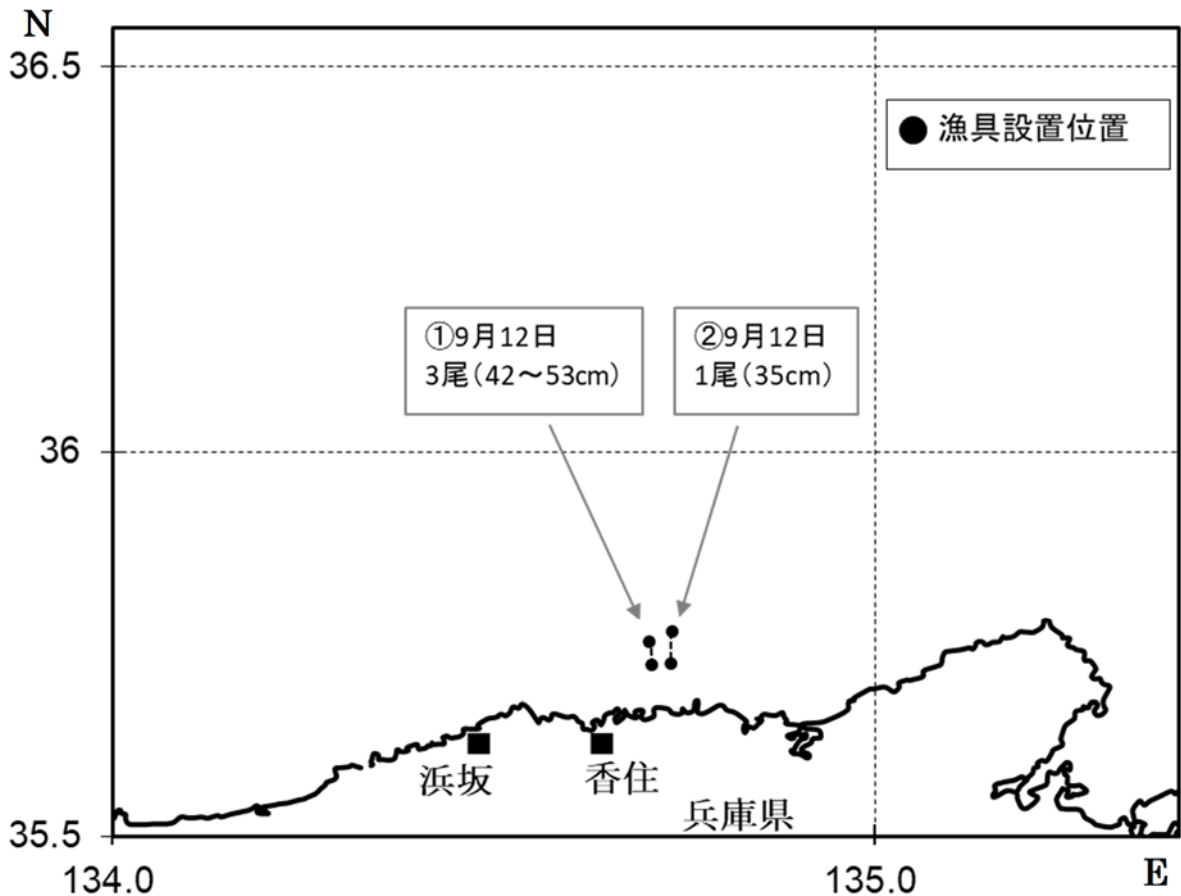 N
36.5
● 漁具設置位置
①9月12日
3尾（42～53cm）
②9月12日
1尾（35cm）
36
浜坂
香住
兵庫県
35.5
134.0
135.0
E